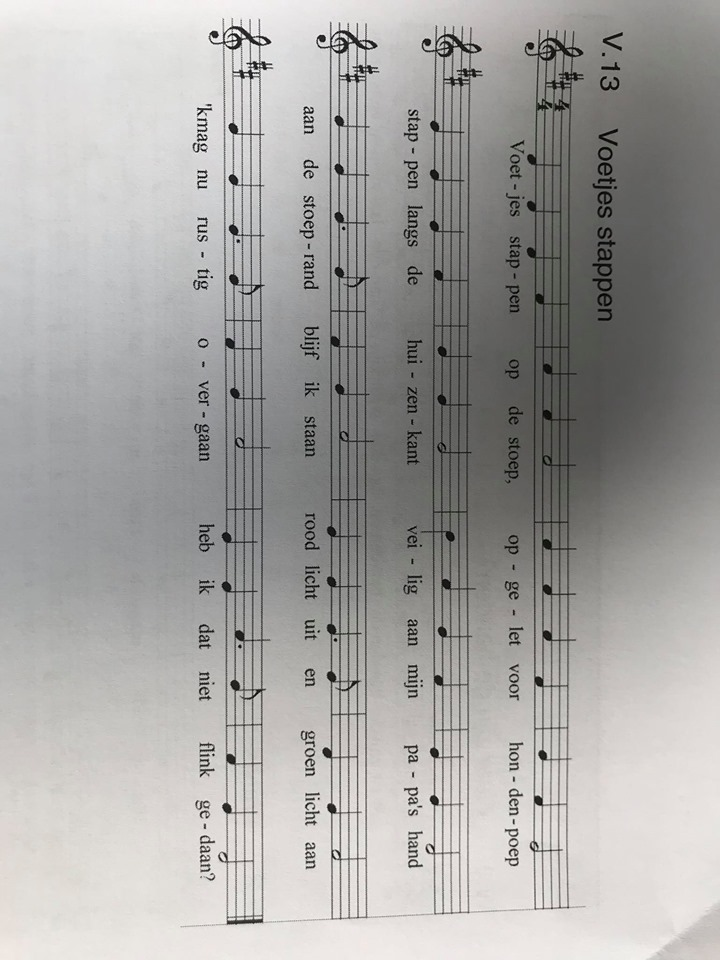 V.13 Voetjes stappen
4
4
Voet - jes stap - pen op de stoep, op - ge - let voor hon - den - poep
stap - pen langs de hui - zen - kant vei - lig aan mijn pa - pa's hand
aan de stoep - rand blijf ik staan rood licht uit en groen licht aan
'kmag nu rus - tig o - ver - gaan heb ik dat niet flink ge - daan?